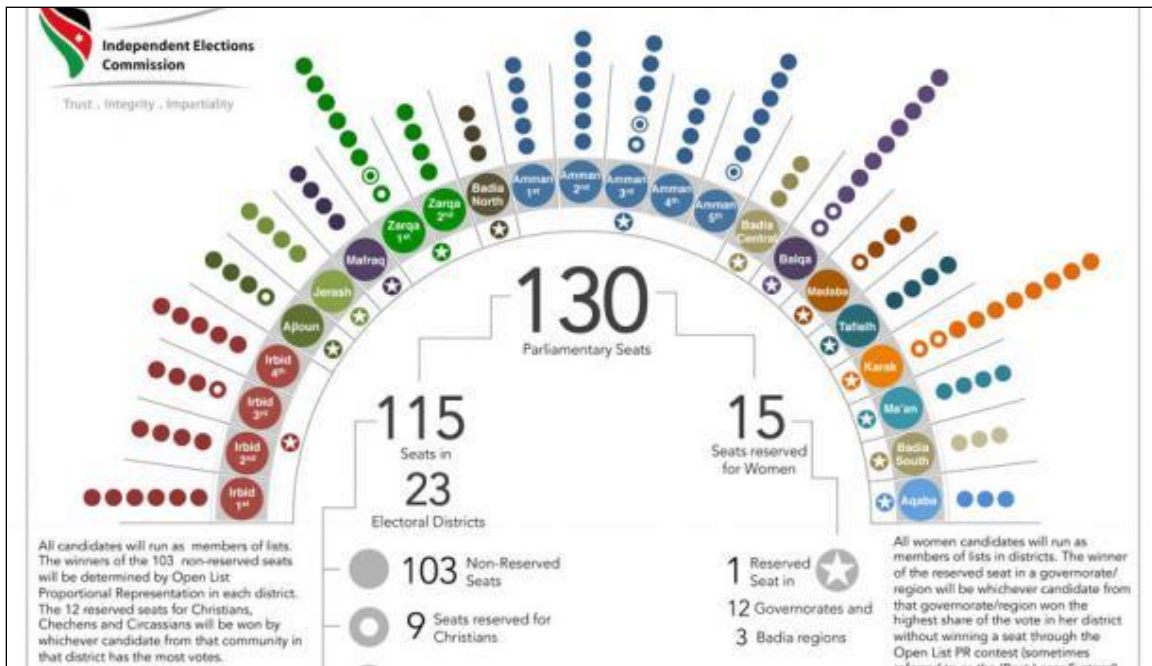 Independent Elections
Commission
Trust . Integrity . Impartiality
Irbid
1st
Irbid
2nd
Irbid
3rd
Irbid
4th
Ajloun
Jerash
Mafraq
Zarqa
1st
Zarqa
2nd
Badia
North
Amman
1st
Amman
2nd
Amman
3rd
Amman
4th
Amman
5th
Badia
Central
Balqa
Madaba
Tafielh
Karak
Ma'an
Badia
South
Aqaba
130
Parliamentary Seats
115
Seats in
23
Electoral Districts
103 Non-Reserved
Seats
9 Seats reserved for
Christians
15
Seats reserved
for Women
1 Reserved
Seat in
12 Governorates and
3 Badia regions
All candidates will run as members of lists.
The winners of the 103 non-reserved seats
will be determined by Open List
Proportional Representation in each district.
The 12 reserved seats for Christians,
Chechens and Circassians will be won by
whichever candidate from that community in
that district has the most votes.
All women candidates will run as
members of lists in districts. The winner
of the reserved seat in a governorate/
region will be whichever candidate from
that governorate/region won the
highest share of the vote in her district
without winning a seat through the
Open List PR contest (sometimes